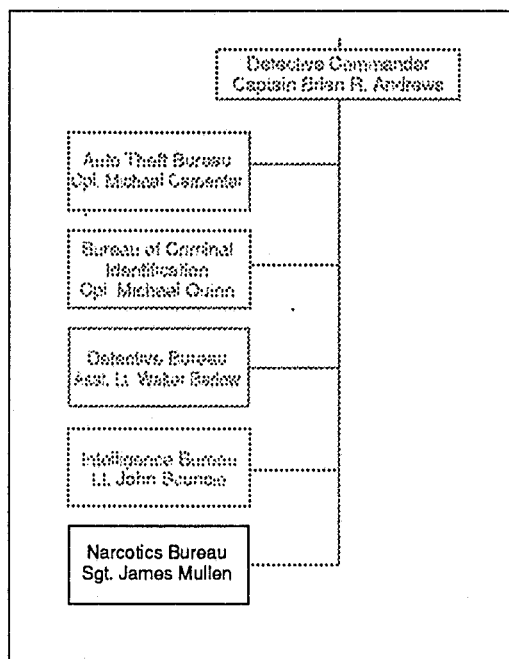 Detective Commander
Captain Brian R. Andrews
Auto Theft Bureau
Cpl. Michael Carpenter
Bureau of Criminal
Identification
Cpl. Michael Quinn
Detective Bureau
Asst. Lt. Walter Barlow
Intelligence Bureau
Lt. John
Narcotics Bureau
Sgt. James Mullen